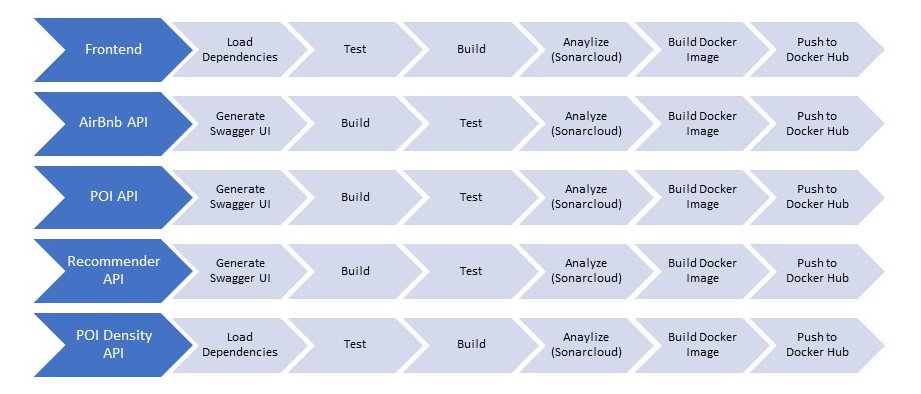 Frontend
Load
Dependencies
Test
Build
Anaylize
(Sonarcloud)
Build Docker
Image
Push to
Docker Hub
AirBnb API
Generate
Swagger UI
Build
Test
Analyze
(Sonarcloud)
Build Docker
Image
Push to
Docker Hub
POI API
Generate
Swagger UI
Build
Test
Analyze
(Sonarcloud)
Build Docker
Image
Push to
Docker Hub
Recommender
API
Generate
Swagger UI
Build
Test
Analyze
(Sonarcloud)
Build Docker
Image
Push to
Docker Hub
POI Density
API
Load
Dependencies
Test
Build
Anaylize
(Sonarcloud)
Build Docker
Image
Push to
Docker Hub